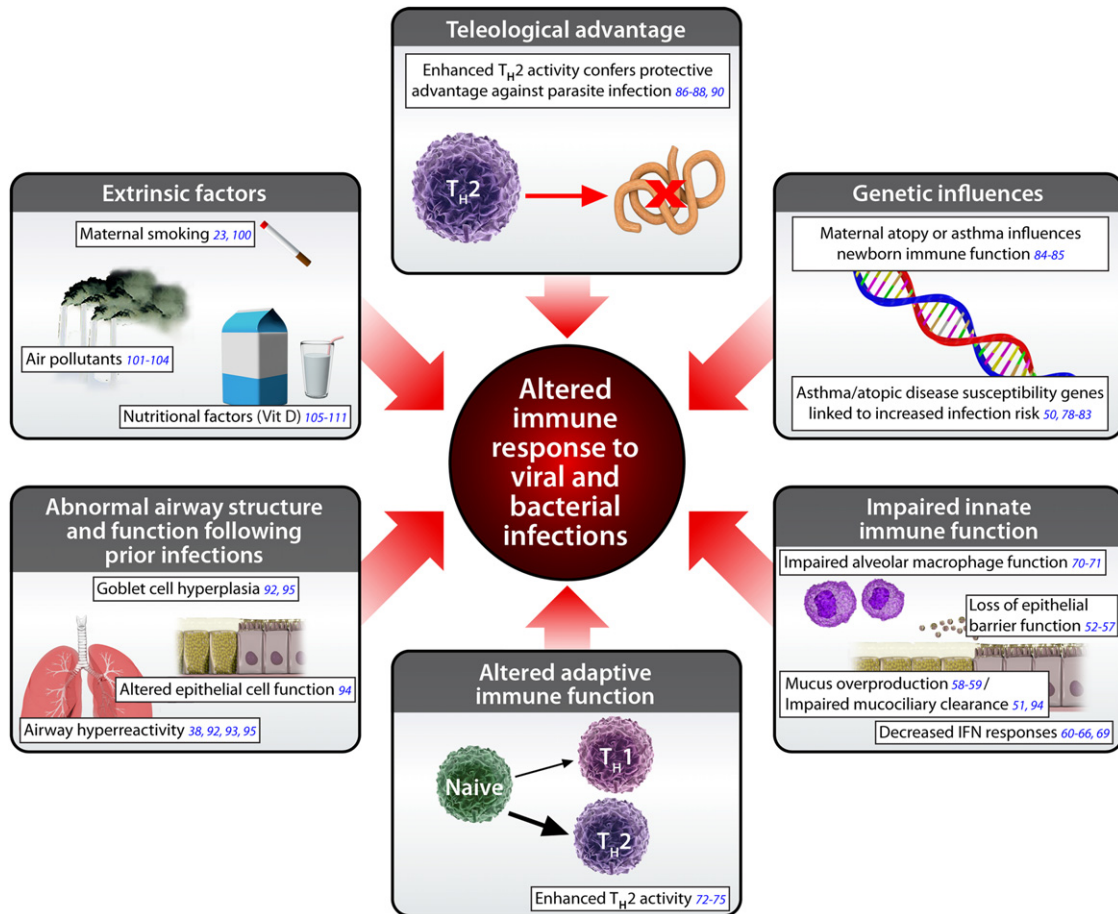 Teleological advantage
Enhanced TH2 activity confers protective
advantage against parasite infection 86-88, 90
TH2
X
Extrinsic factors
Maternal smoking 23, 100
Air pollutants 101-104
Nutritional factors (Vit D) 105-111
Genetic influences
Maternal atopy or asthma influences
newborn immune function 84-85
Asthma/atopic disease susceptibility genes
linked to increased infection risk 50, 78-83
Altered
immune
response to
viral and
bacterial
infections
Abnormal airway structure
and function following
prior infections
Goblet cell hyperplasia 92, 95
Altered epithelial cell function 94
Airway hyperreactivity 38, 92, 93, 95
Impaired innate
immune function
Impaired alveolar macrophage function 70-71
Loss of epithelial
barrier function 52-57
Mucus overproduction 58-59/
Impaired mucociliary clearance 51, 94
Decreased IFN responses 60-66, 69
Altered adaptive
immune function
Naive
TH1
TH2
Enhanced TH2 activity 72-75